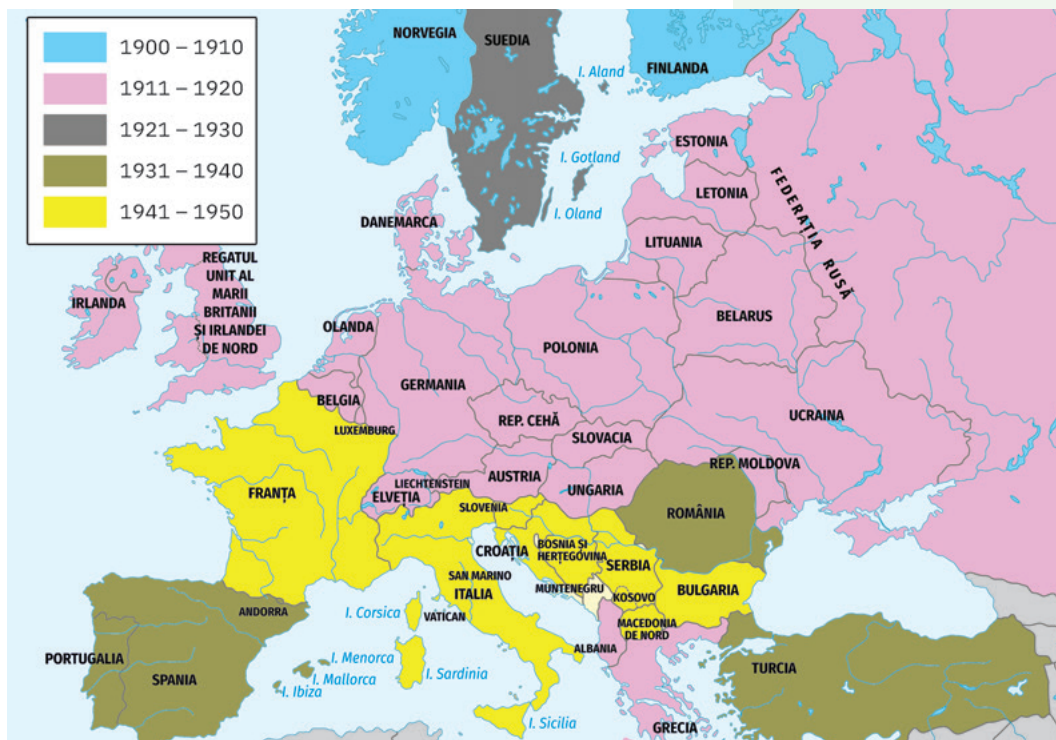 1900 – 1910
1911 – 1920
1921 – 1930
1931 – 1940
1941 – 1950
NORVEGIA
SUEDIA
I. Aland
FINLANDA
ESTONIA
I. Gotland
LETONIA
I. Oland
FEDERAȚIA RUSĂ
DANEMARCA
LITUANIA
REGATUL
UNIT AL
MARII
BRITANII
ȘI IRLANDEI
DE NORD
IRLANDA
BELARUS
OLANDA
POLONIA
GERMANIA
BELGIA
REP. CEHĂ
UCRAINA
LUXEMBURG
SLOVACIA
REP. MOLDOVA
AUSTRIA
LIECHTENSTEIN
ELVEȚIA
UNGARIA
FRANȚA
SLOVENIA
ROMÂNIA
CROAȚIA
BOSNIA ȘI
HERȚEGOVINA
SERBIA
SAN MARINO
ITALIA
MUNTENEGRU
KOSOVO
BULGARIA
ANDORRA
I. Corsica
VATICAN
MACEDONIA
DE NORD
ALBANIA
PORTUGALIA
SPANIA
I. Menorca
I. Mallorca
I. Ibiza
I. Sardinia
TURCIA
I. Sicilia
GRECIA